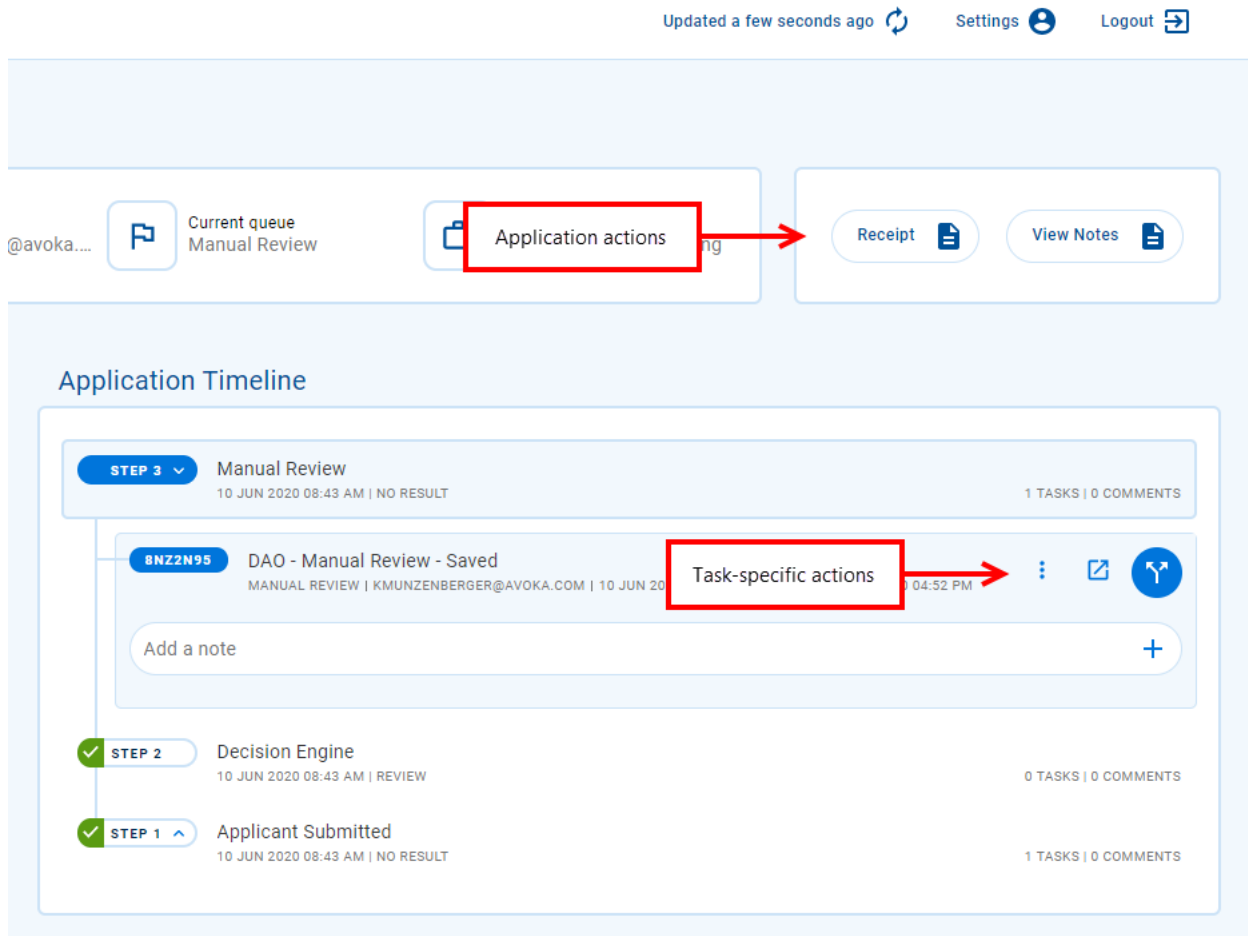 Updated a few seconds ago Settings Logout
Current queue
@avoka.... Manual Review Application actions ng Receipt View Notes
Application Timeline
STEP 3 Manual Review
10 JUN 2020 08:43 AM | NO RESULT 1 TASKS | 0 COMMENTS
8NZ2N95 DAO - Manual Review - Saved
Task-specific actions
MANUAL REVIEW | KMUNZENBERGER@AVOKA.COM | 10 JUN 20 0 04:52 PM
Add a note
STEP 2 Decision Engine
10 JUN 2020 08:43 AM | REVIEW 0 TASKS | 0 COMMENTS
STEP 1 Applicant Submitted
10 JUN 2020 08:43 AM | NO RESULT 1 TASKS | 0 COMMENTS